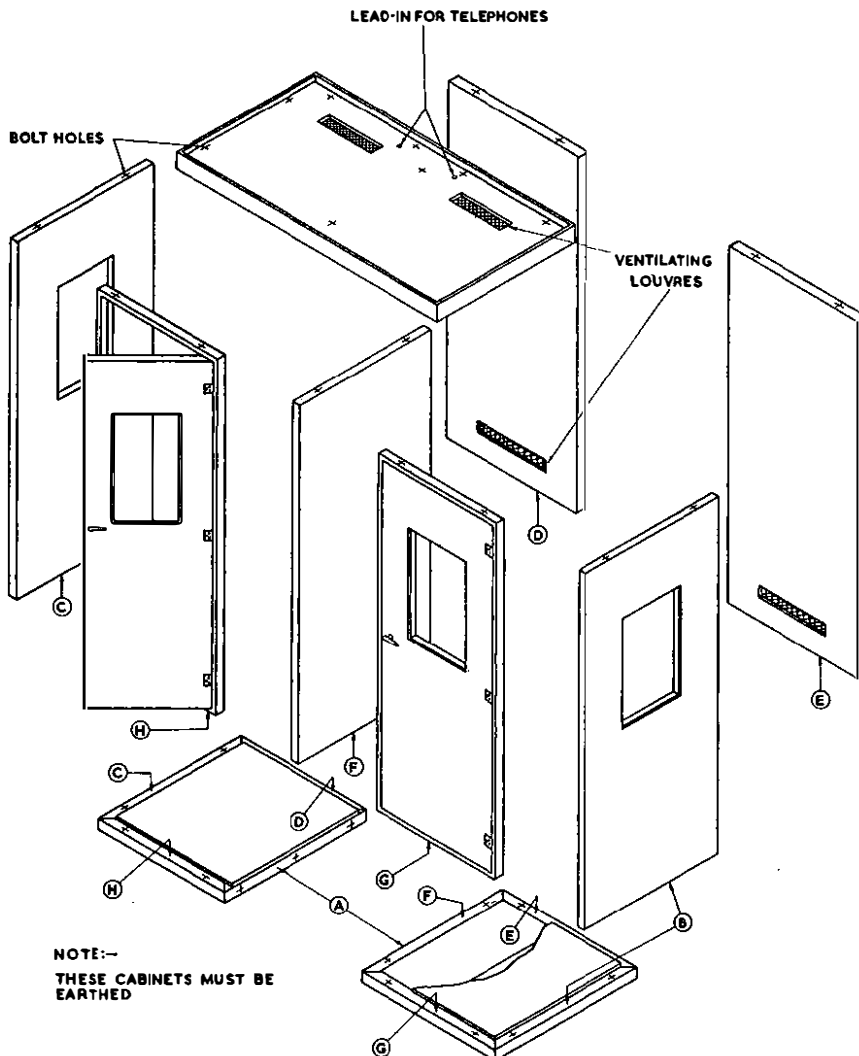 LEAD-IN FOR TELEPHONES
BOLT HOLES
VENTILATING
LOUVRES
D
C
E
H
F
C
D
G
H
A
F
E
B
NOTE:-
THESE CABINETS MUST BE
EARTHED
G